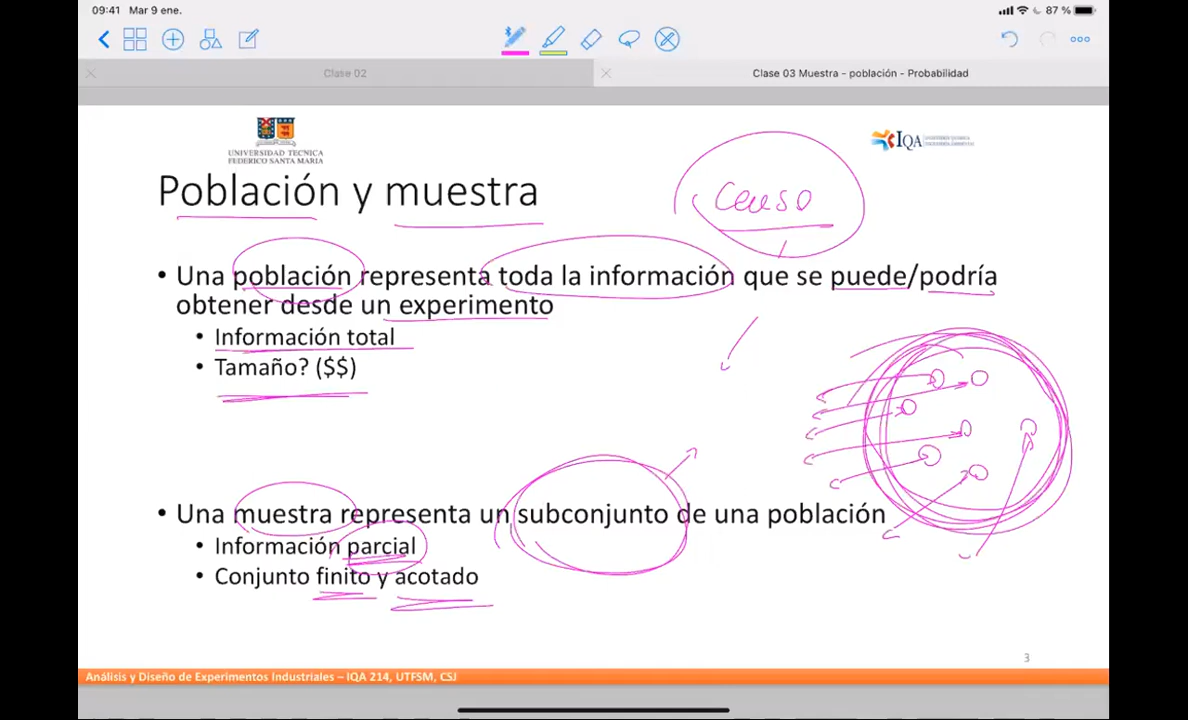 09:41 Mar 9 ene.
87 %
Clase 02
Clase 03 Muestra - población - Probabilidad
UNIVERSIDAD TECNICA
FEDERICO SANTA MARIA
IQA
Población y muestra
Censo
• Una población representa toda la información que se puede/podría
obtener desde un experimento
• Información total
• Tamaño? ($$)
• Una muestra representa un subconjunto de una población
• Información parcial
• Conjunto finito y acotado
3
Análisis y Diseño de Experimentos Industriales – IQA 214, UTFSM, CSJ